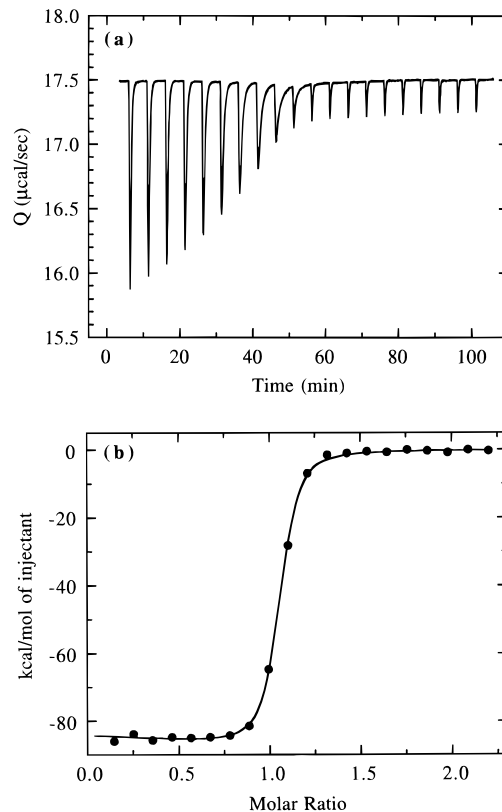 18.0
(a)
17.5
17.0
16.5
16.0
15.5
Q (μcal/sec)
0 20 40 60 80 100
Time (min)
(b)
0
-20
-40
-60
-80
kcal/mol of injectant
0.0 0.5 1.0 1.5 2.0
Molar Ratio